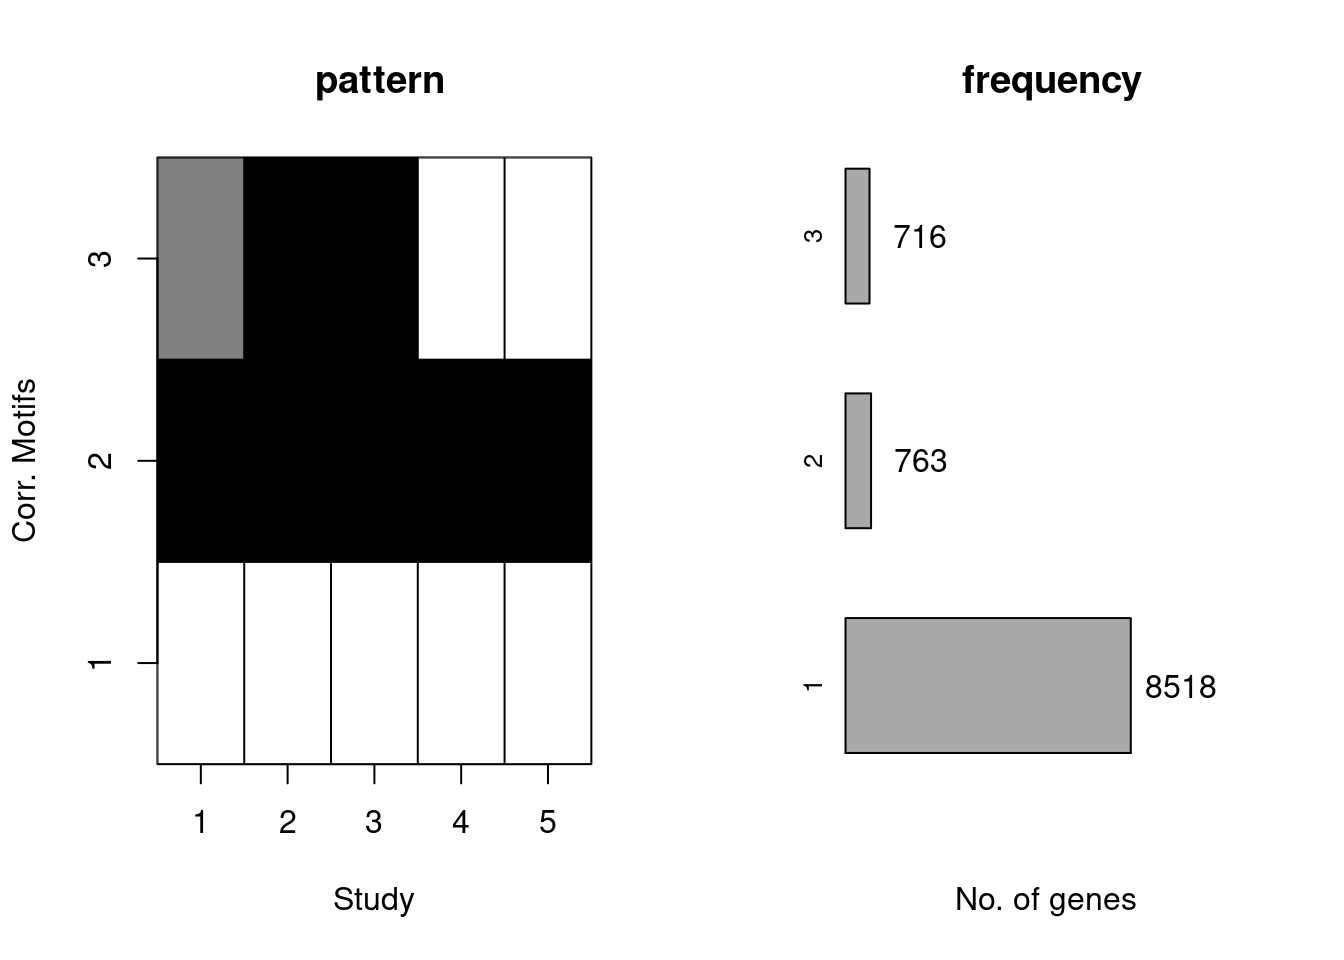 pattern
Corr. Motifs
3
2
1
1 2 3 4 5
Study
frequency
3 716
2 763
1 8518
No. of genes